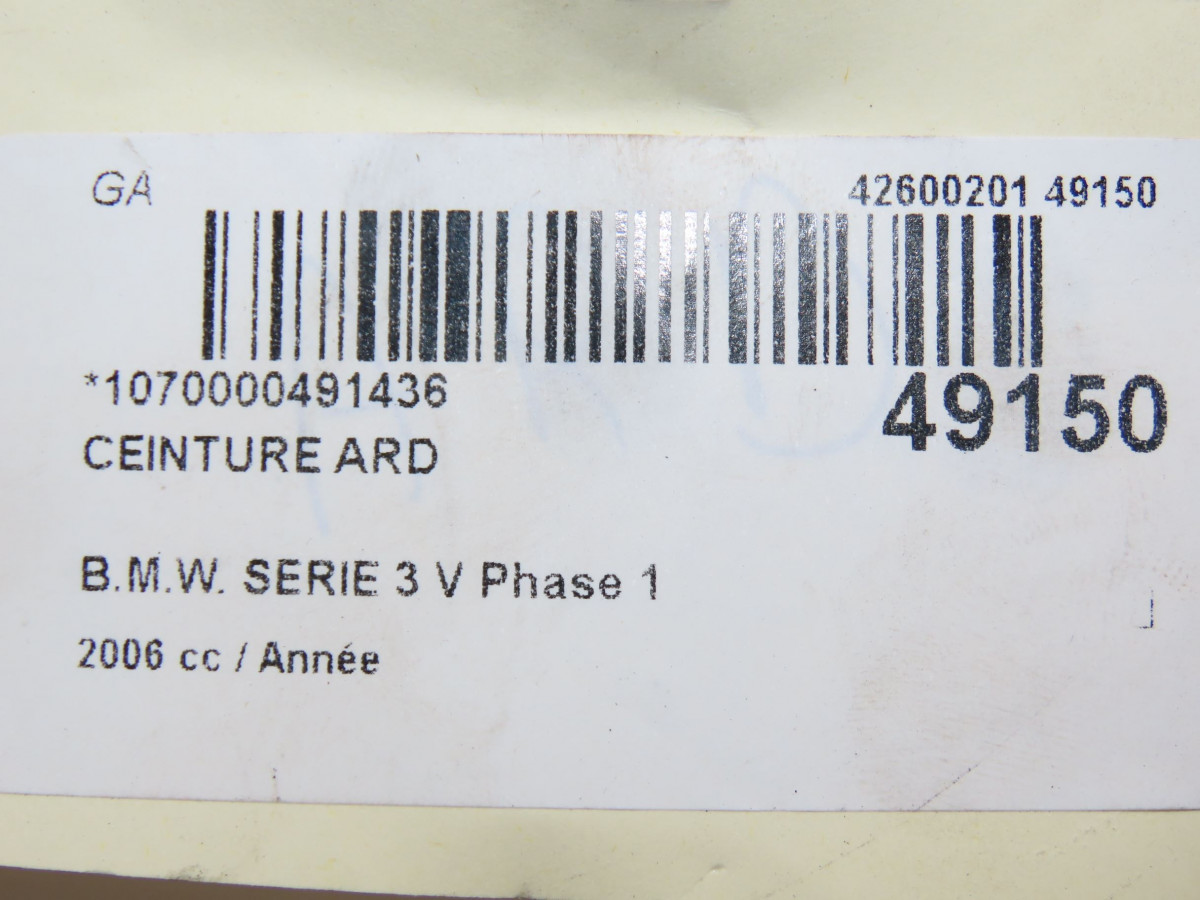 GA
42600201 49150
*1070000491436
49150
CEINTURE ARD
B.M.W. SERIE 3 V Phase 1
2006 cc / Année